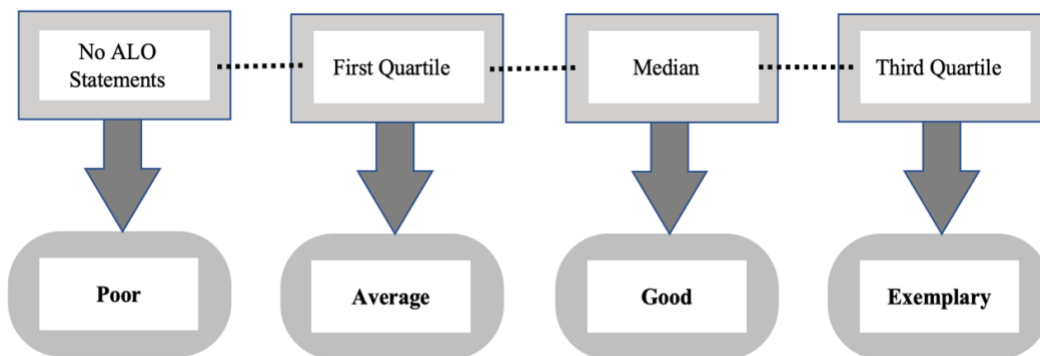 No ALO
Statements
First Quartile
Median
Third Quartile
Poor
Average
Good
Exemplary